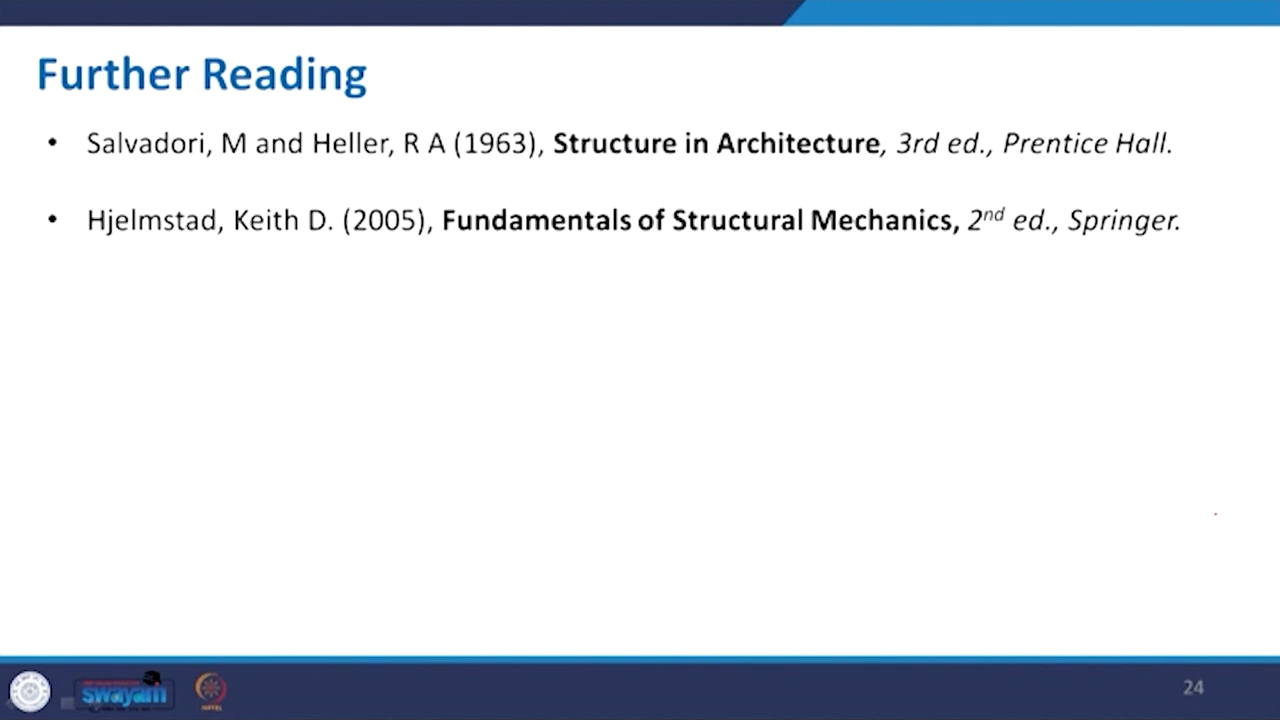 Further Reading
• Salvadori, M and Heller, R A (1963), Structure in Architecture, 3rd ed., Prentice Hall.
• Hjelmstad, Keith D. (2005), Fundamentals of Structural Mechanics, 2nd ed., Springer.
swayam
24